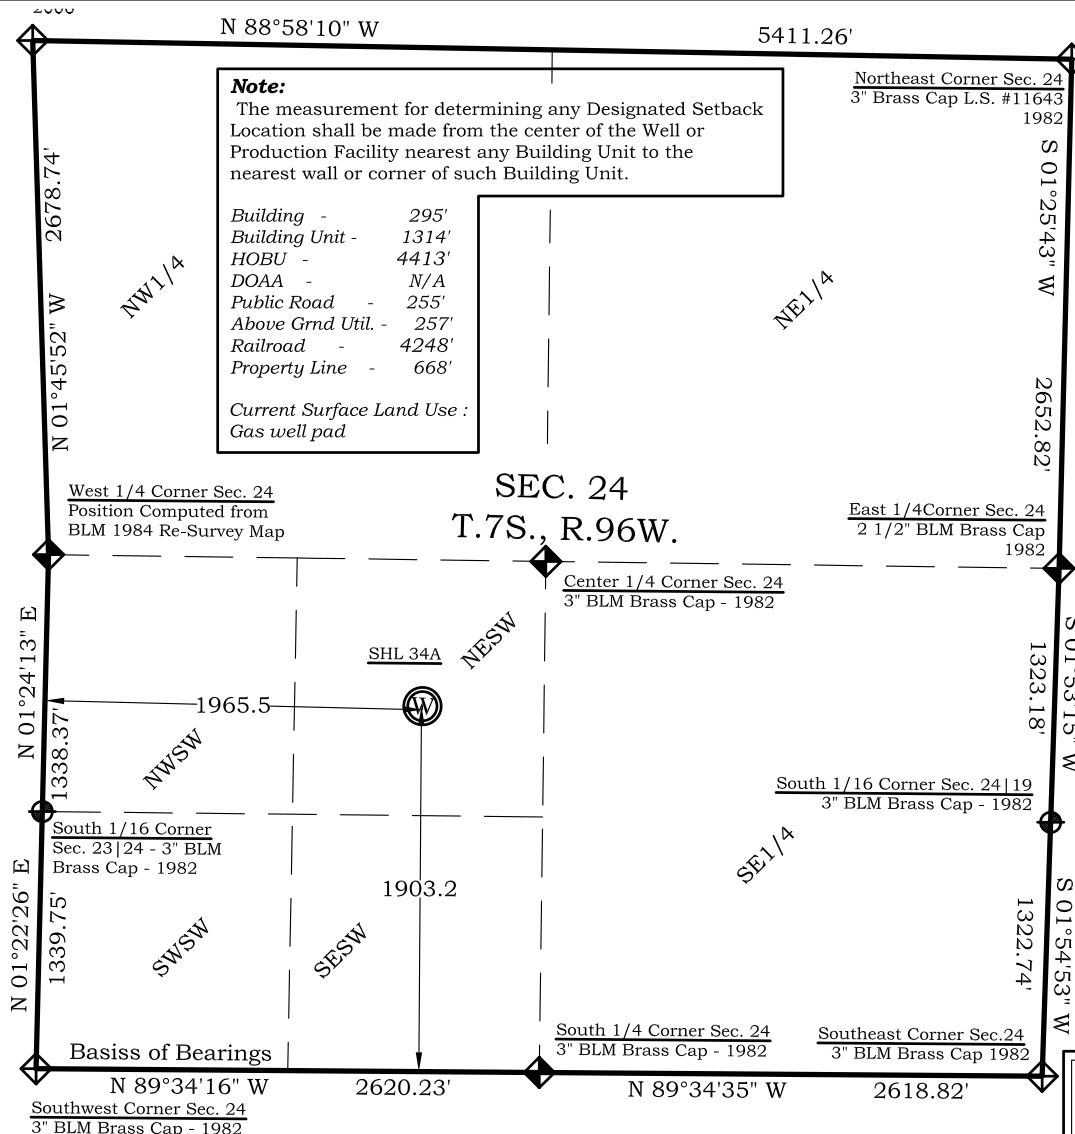 N 88°58'10" W
5411.26'
Note:
The measurement for determining any Designated Setback
Location shall be made from the center of the Well or
Production Facility nearest any Building Unit to the
nearest wall or corner of such Building Unit.
Building - 295'
Building Unit - 1314'
HOBU - 4413'
DOAA - N/A
Public Road - 255'
Above Grnd Util. - 257'
Railroad - 4248'
Property Line - 668'
Current Surface Land Use :
Gas well pad
Northeast Corner Sec. 24
3" Brass Cap L.S. #11643
1982
2678.74'
N 01°45'52" W
NW1/4
NE1/4
S 01°25'43" W
2652.82'
West 1/4 Corner Sec. 24
Position Computed from
BLM 1984 Re-Survey Map
SEC. 24
T.7S., R.96W.
East 1/4Corner Sec. 24
2 1/2" BLM Brass Cap
1982
Center 1/4 Corner Sec. 24
3" BLM Brass Cap - 1982
N 01°24'13" E
1338.37'
SHL 34A
NESW
1965.5
W
NWSW
S 01°53'15" W
1323.18'
South 1/16 Corner Sec. 24|19
3" BLM Brass Cap - 1982
South 1/16 Corner
Sec. 23|24 - 3" BLM
Brass Cap - 1982
SE1/4
1903.2
N 01°22'26" E
1339.75'
SWSW
SESW
1322.74'
S 01°54'53" W
Basiss of Bearings
South 1/4 Corner Sec. 24
3" BLM Brass Cap - 1982
Southeast Corner Sec.24
3" BLM Brass Cap 1982
N 89°34'16" W
2620.23'
N 89°34'35" W
2618.82'
Southwest Corner Sec. 24
3" BLM Brass Cap - 1982